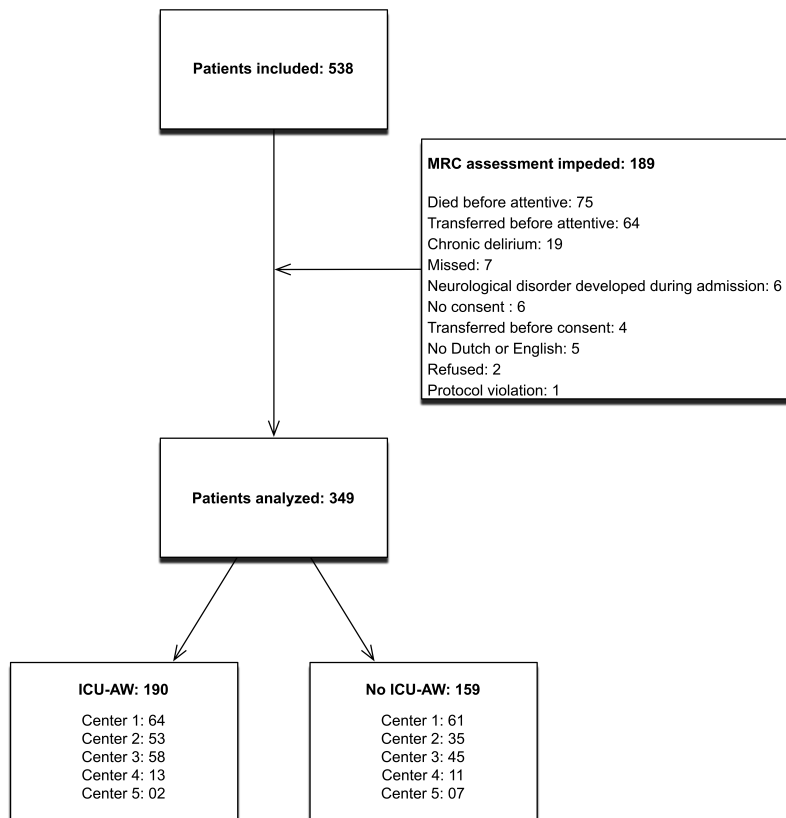 Patients included: 538
MRC assessment impeded: 189
Died before attentive: 75
Transferred before attentive: 64
Chronic delirium: 19
Missed: 7
Neurological disorder developed during admission: 6
No consent : 6
Transferred before consent: 4
No Dutch or English: 5
Refused: 2
Protocol violation: 1
Patients analyzed: 349
ICU-AW: 190
Center 1: 64
Center 2: 53
Center 3: 58
Center 4: 13
Center 5: 02
No ICU-AW: 159
Center 1: 61
Center 2: 35
Center 3: 45
Center 4: 11
Center 5: 07